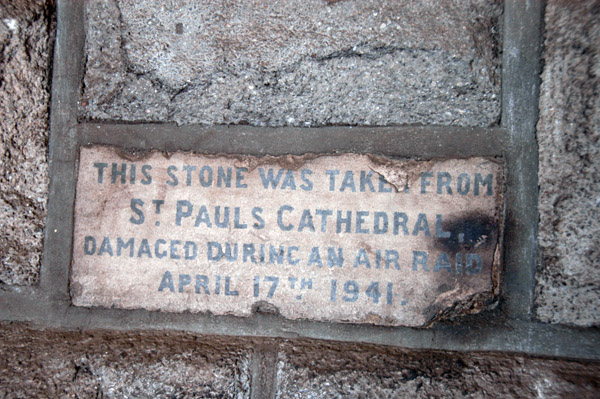 THIS STONE WAS TAKEN FROM
ST. PAULS CATHEDRAL,
DAMAGED DURING AN AIR RAID
APRIL 17TH 1941.